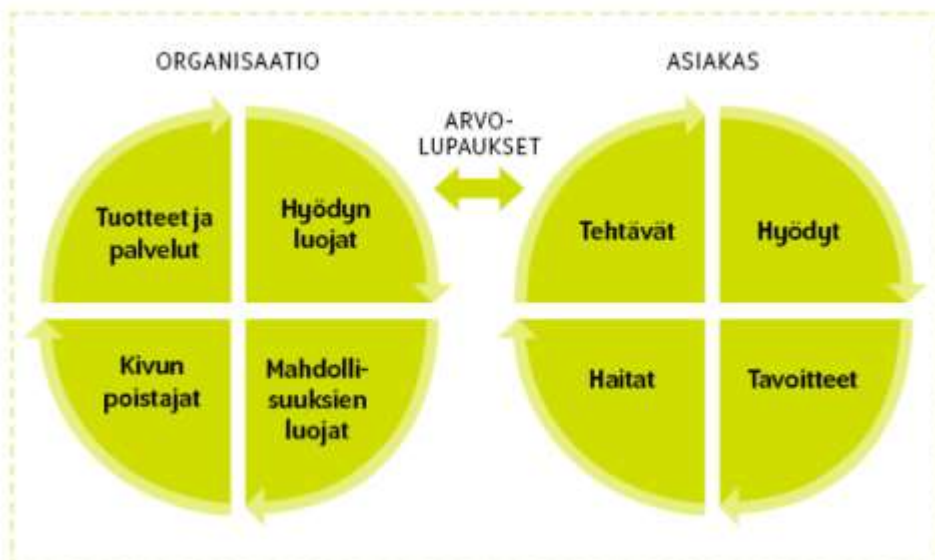 ORGANISAATIO
Tuotteet ja
palvelut
Hyödyn
luojat
Kivun
poistajat
Mahdolli-
suuksien
luojat
ARVO-
LUPAUKSET
ASIAKAS
Tehtävät
Hyödyt
Haitat
Tavoitteet